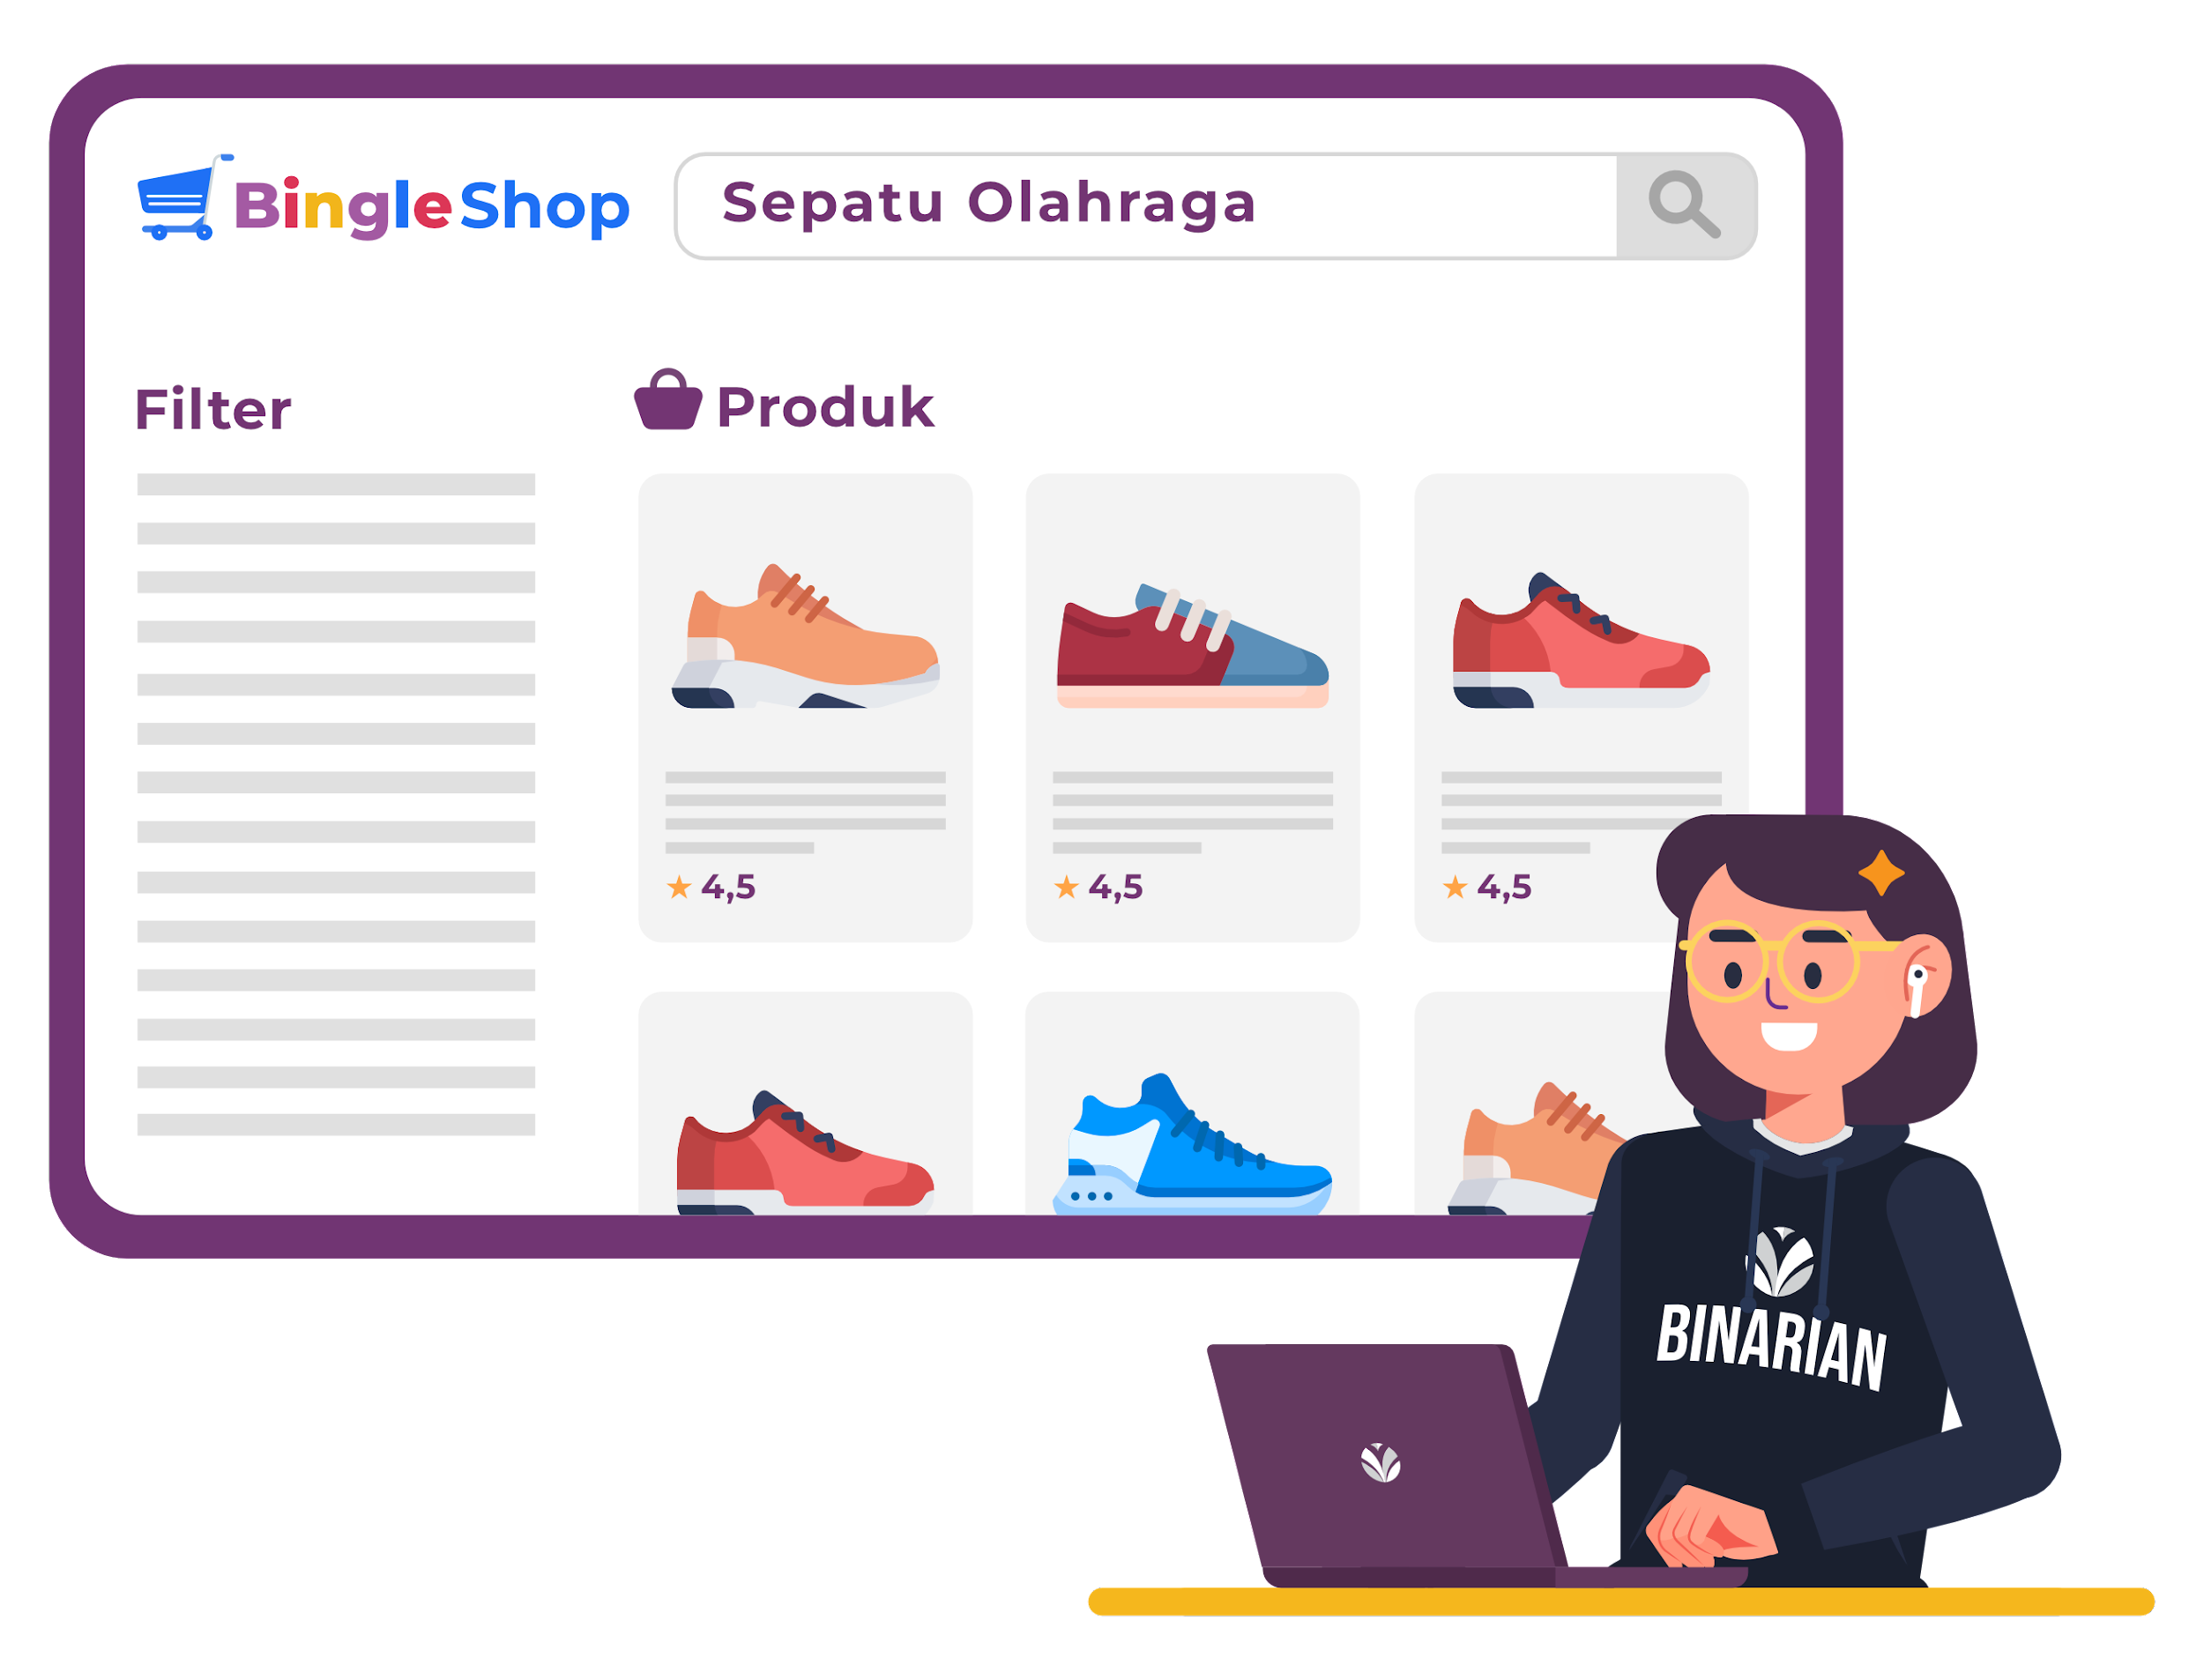 BingleShop
Sepatu Olahraga
Filter
Produk
4,5
4,5
4,5
BINARIAN